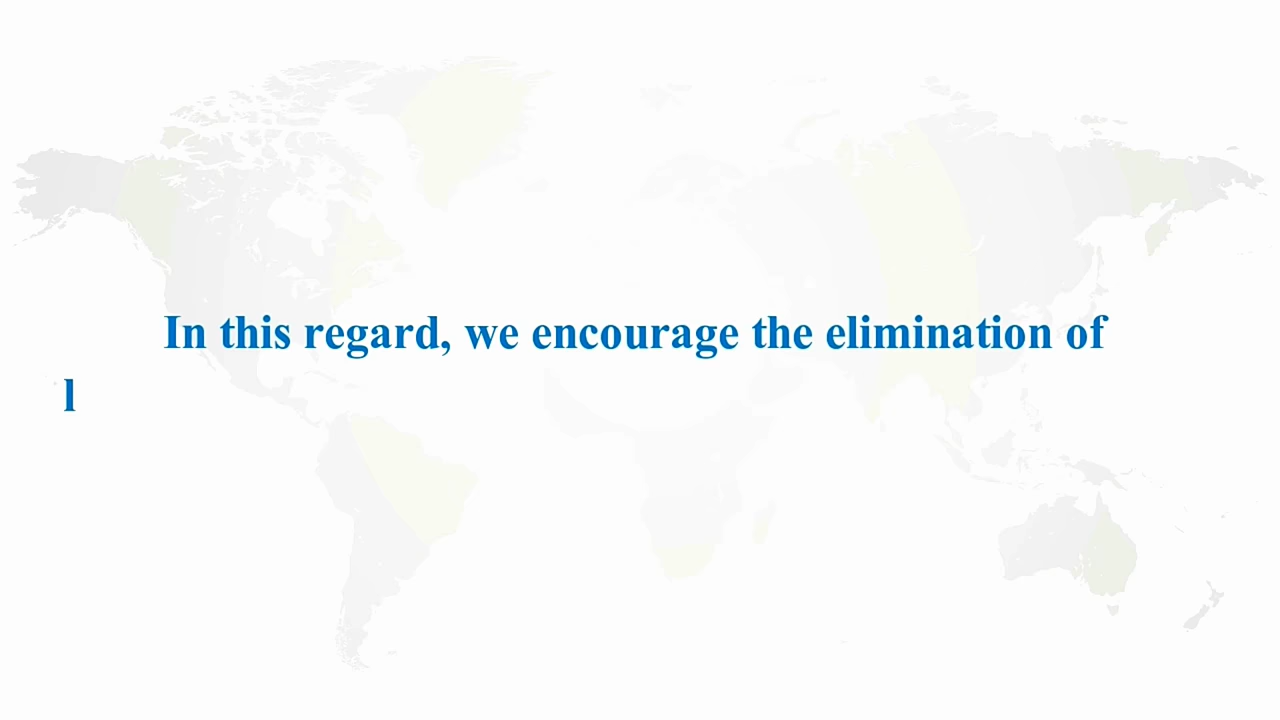 In this regard, we encourage the elimination of
l